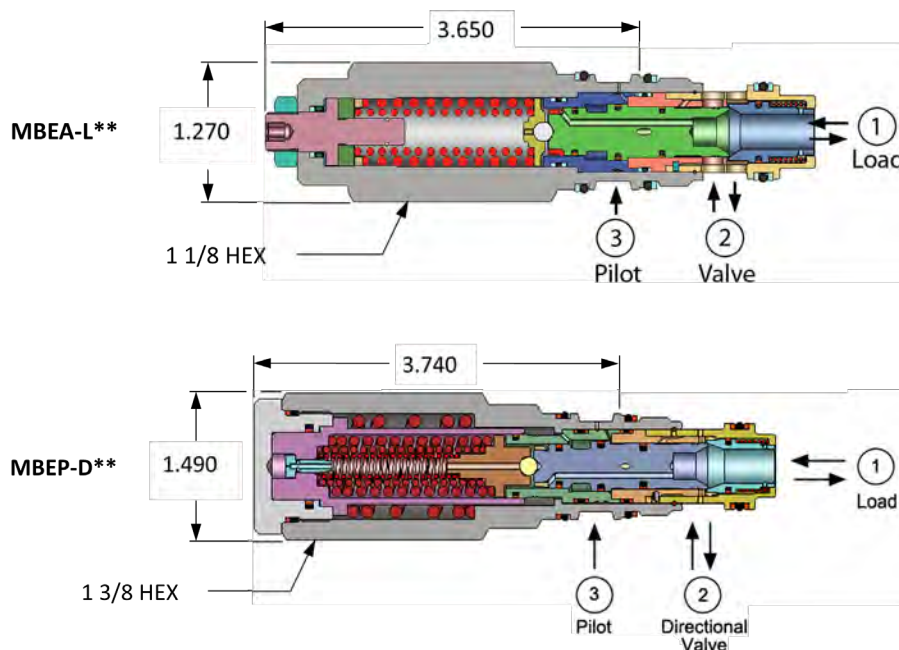 3.650
MBEA-L**
1.270
1
Load
1 1/8 HEX
3
2
Pilot
Valve
3.740
MBEP-D**
1.490
1
Load
1 3/8 HEX
3
2
Pilot
Directional
Valve